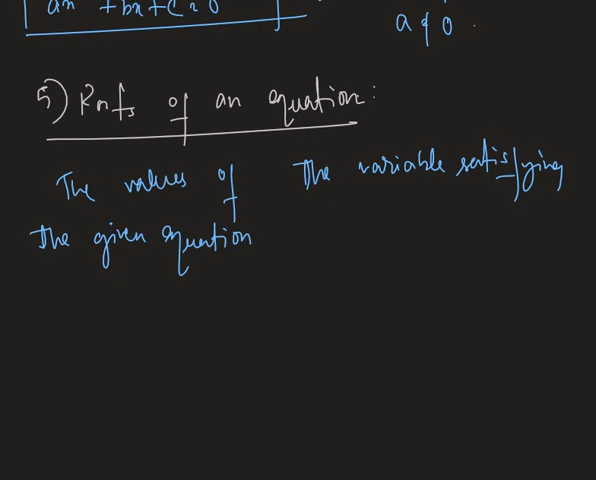 ax² + bx + c = 0
a ≠ 0
5) Roots of an equation:
The values of the variable satisfying
the given equation